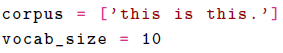 corpus = [’this is this.’]
vocab_size = 10